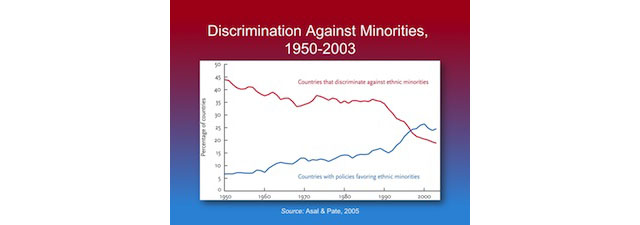 Discrimination Against Minorities,
1950-2003
50
45
40
35
30
25
20
15
10
5
0
Percentage of countries
Countries that discriminate against ethnic minorities
Countries with policies favoring ethnic minorities
1950 1960 1970 1980 1990 2000
Source: Asal & Pate, 2005